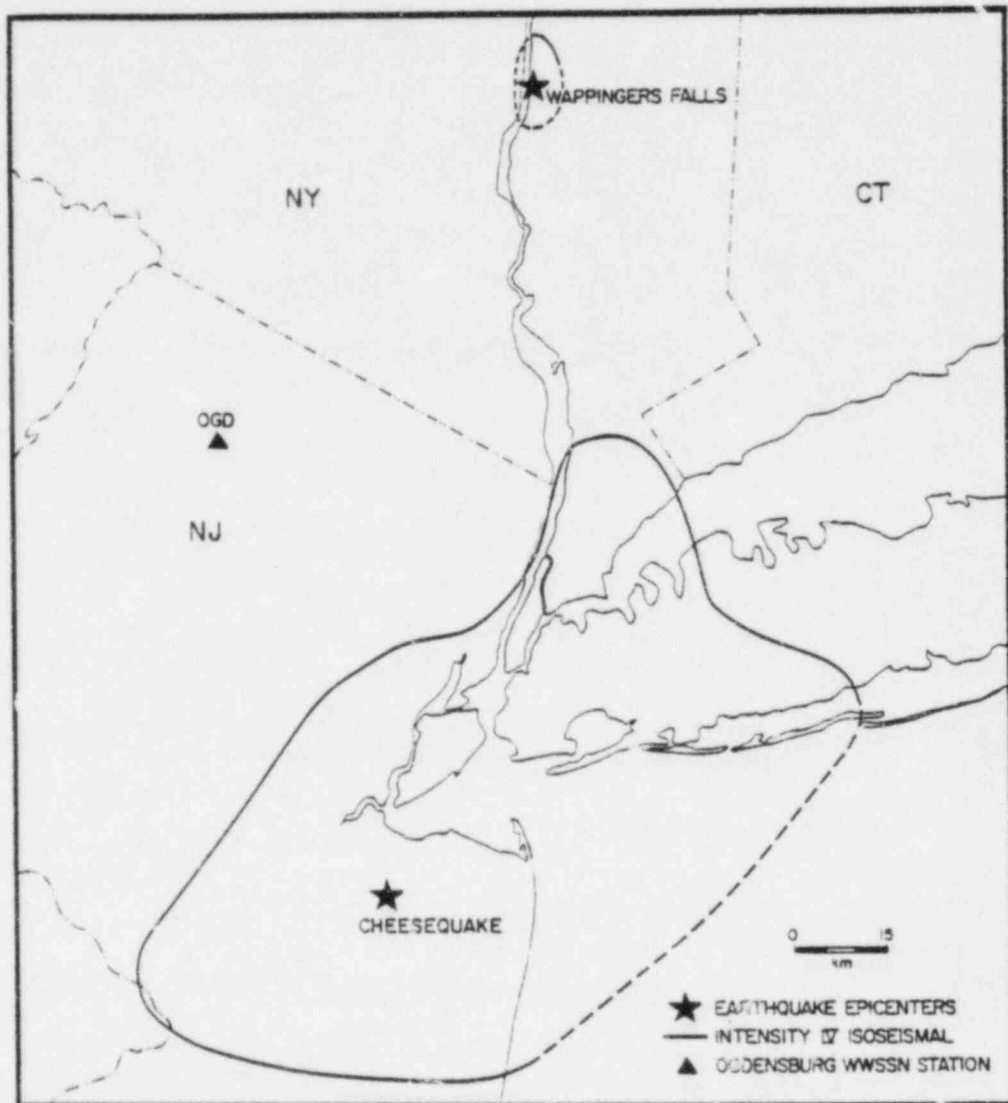 WAPPINGERS FALLS
NY
CT
OGD
NJ
CHEESEQUAKE
0 15
km
EARTHQUAKE EPICENTERS
INTENSITY IV ISOSEISMAL
OGDENSBURG WWSSN STATION